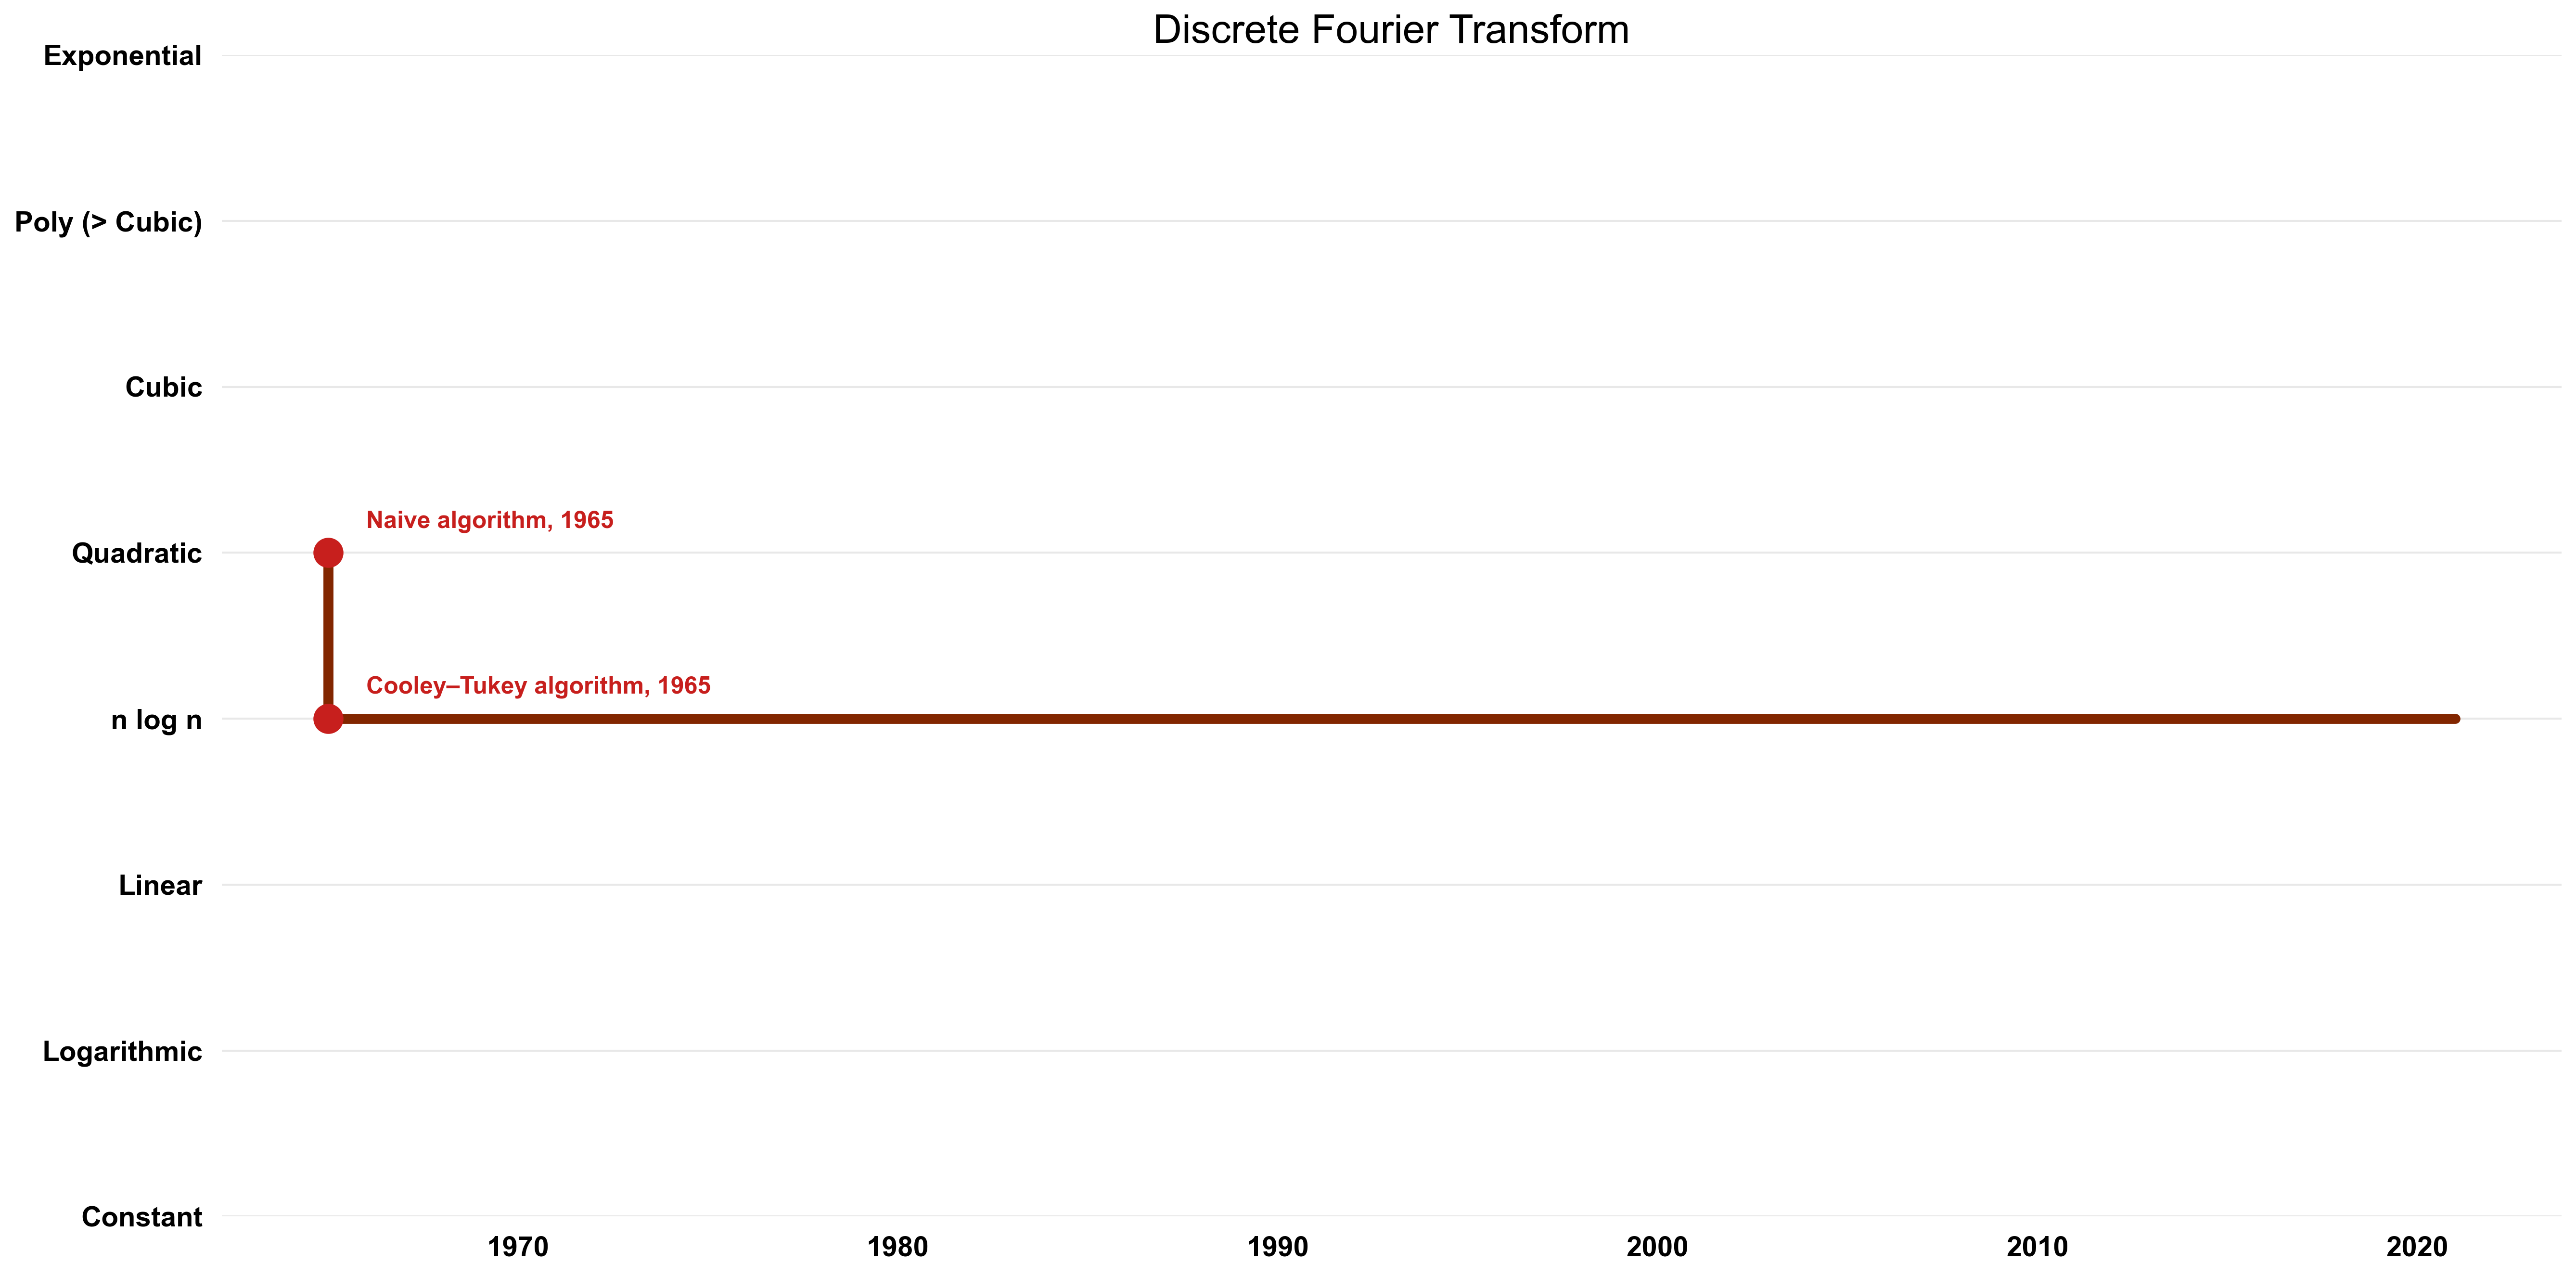 Discrete Fourier Transform
Exponential
Poly (> Cubic)
Cubic
Naive algorithm, 1965
Quadratic
Cooley–Tukey algorithm, 1965
n log n
Linear
Logarithmic
Constant
1970 1980 1990 2000 2010 2020